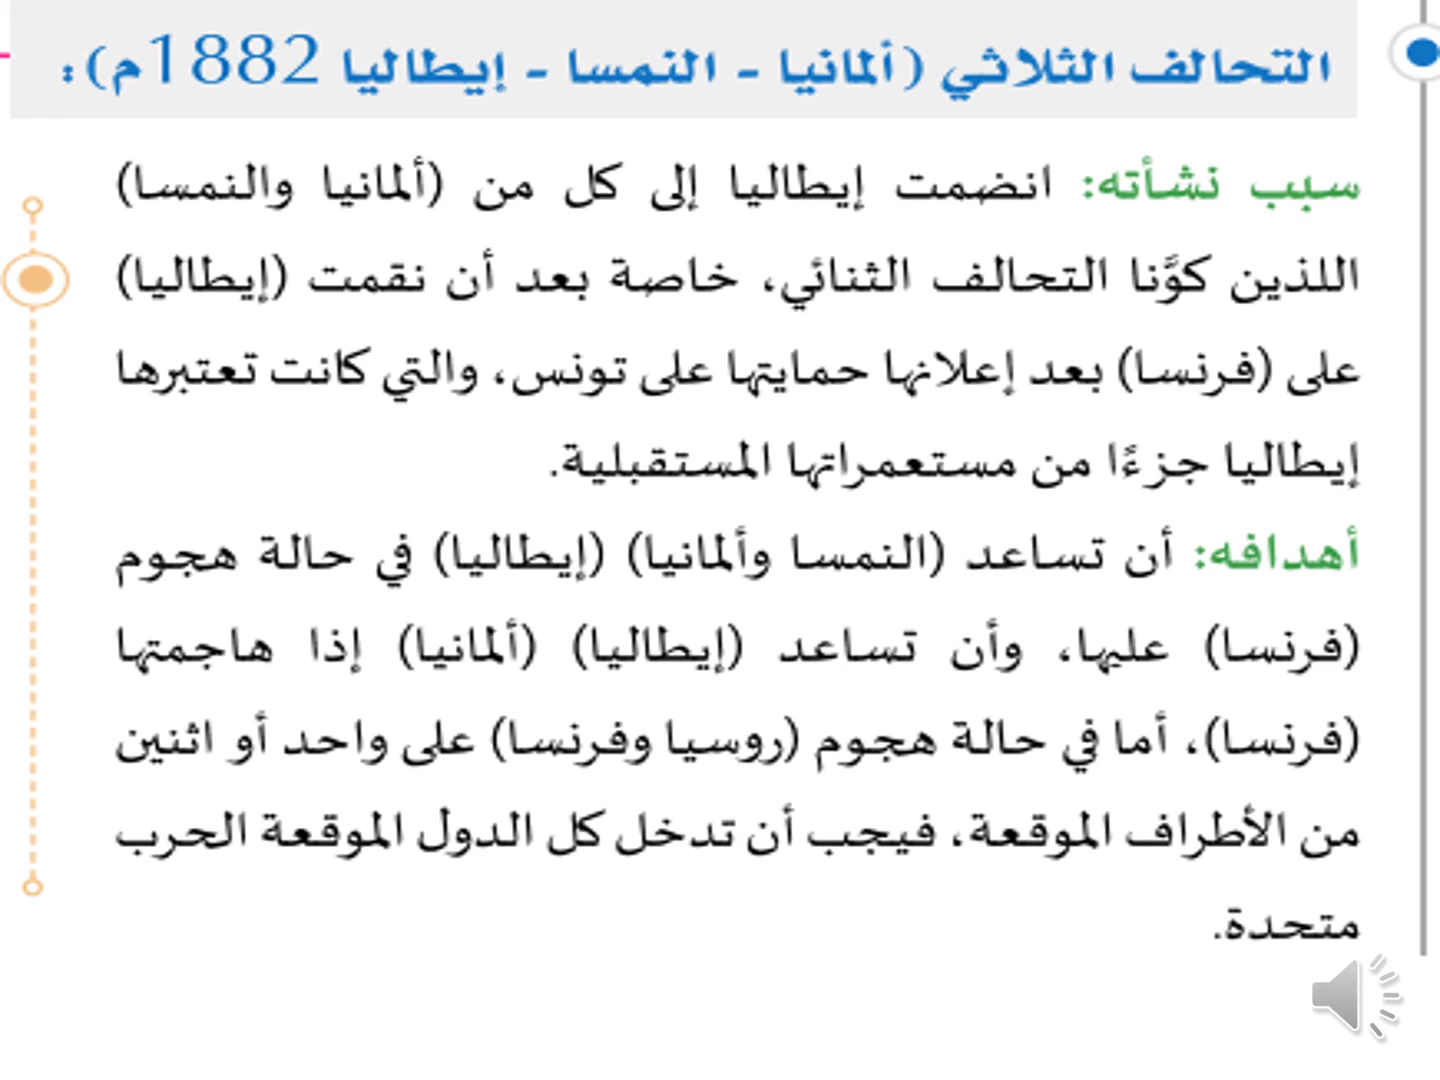 التحالف الثلاثي (ألمانيا - النمسا - إيطاليا 1882م):
سبب نشأته: انضمت إيطاليا إلى كل من (ألمانيا والنمسا)
اللذين كوَّنا التحالف الثنائي، خاصة بعد أن نقمت (إيطاليا)
على (فرنسا) بعد إعلانها حمايتها على تونس، والتي كانت تعتبرها
إيطاليا جزءًا من مستعمراتها المستقبلية.
أهدافه: أن تساعد (النمسا وألمانيا) (إيطاليا) في حالة هجوم
(فرنسا) عليها، وأن تساعد (إيطاليا) (ألمانيا) إذا هاجمتها
(فرنسا)، أما في حالة هجوم (روسيا وفرنسا) على واحد أو اثنين
من الأطراف الموقعة، فيجب أن تدخل كل الدول الموقعة الحرب
متحدة.